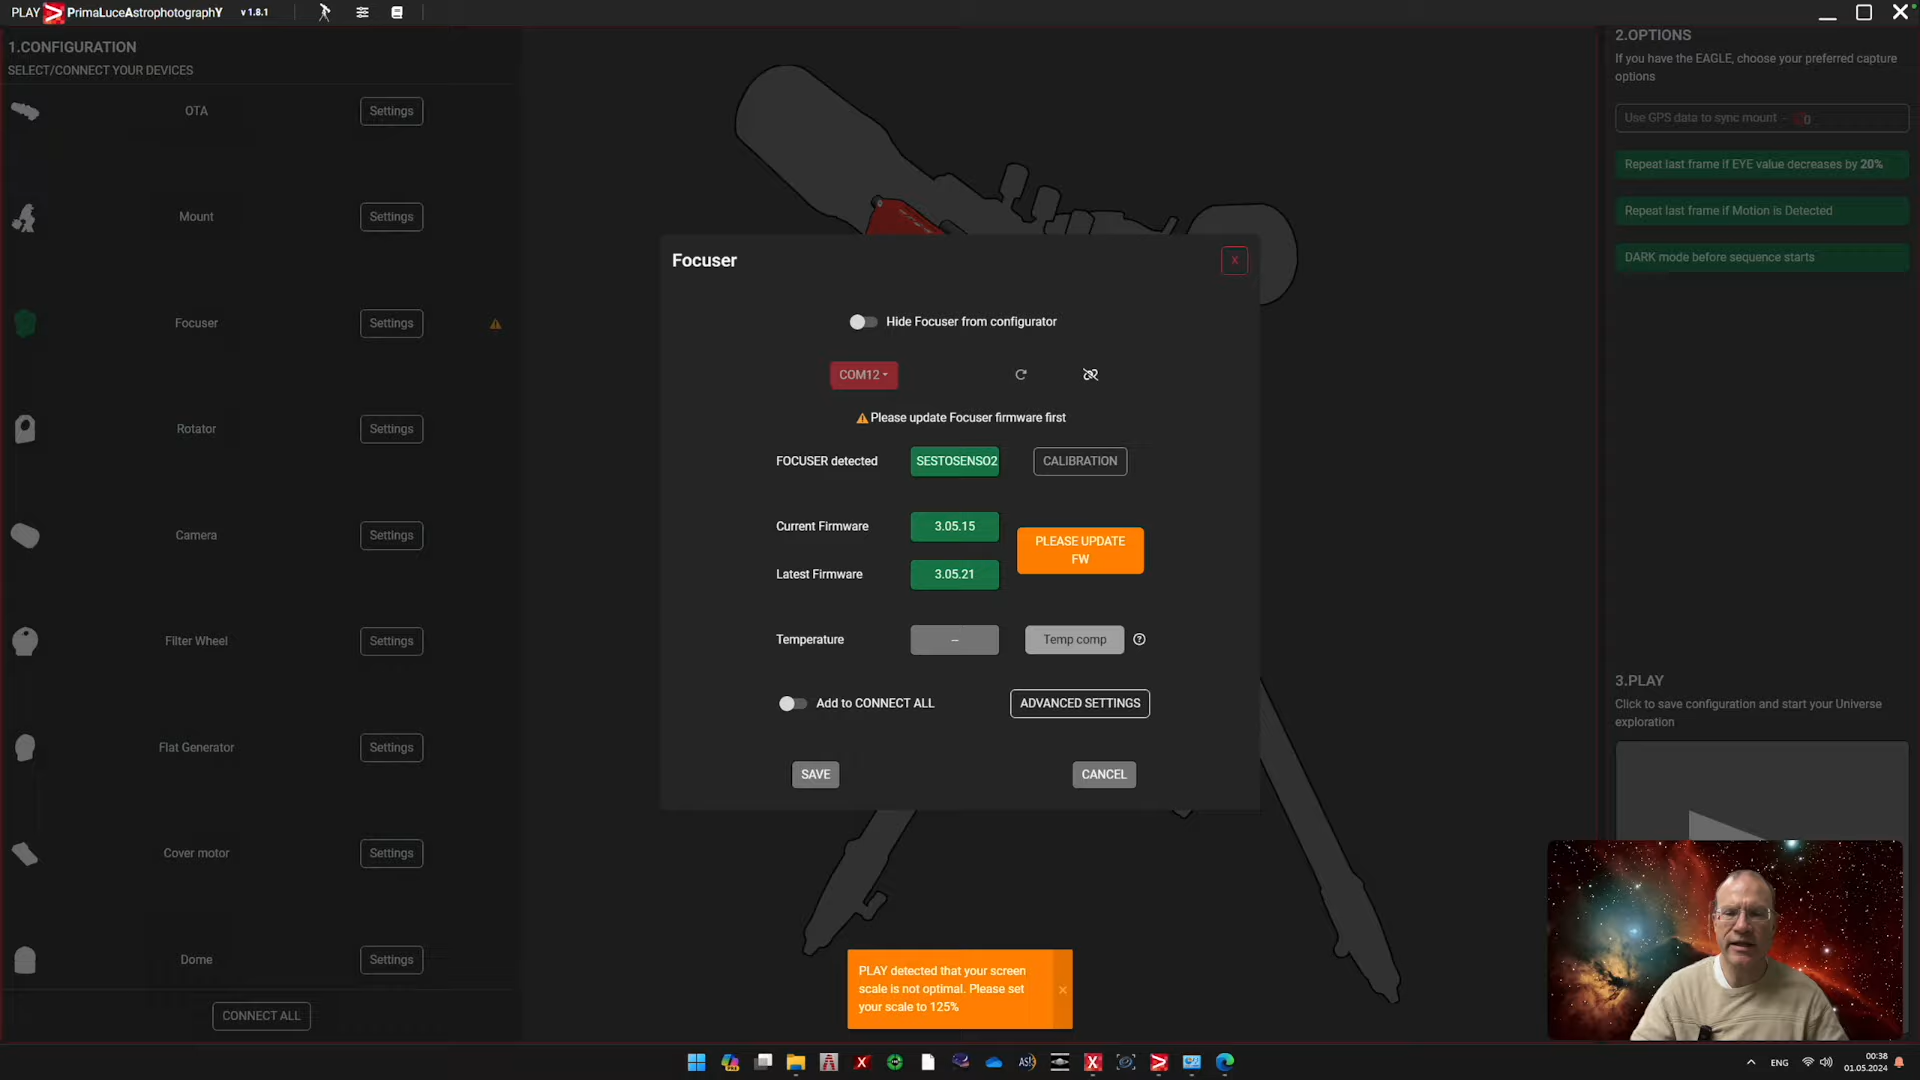 PLAY PrimaLuceAstrophotographY v 1.8.1
1.CONFIGURATION
SELECT/CONNECT YOUR DEVICES
OTA Settings
Mount Settings
Focuser Settings
Rotator Settings
Camera Settings
Filter Wheel Settings
Flat Generator Settings
Cover motor Settings
Dome Settings
CONNECT ALL
Focuser
X
Hide Focuser from configurator
COM12
Please update Focuser firmware first
FOCUSER detected SESTOSENSO2 CALIBRATION
Current Firmware 3.05.15
PLEASE UPDATE
FW
Latest Firmware 3.05.21
Temperature – Temp comp
Add to CONNECT ALL ADVANCED SETTINGS
SAVE CANCEL
PLAY detected that your screen
scale is not optimal. Please set
your scale to 125%
×
2.OPTIONS
If you have the EAGLE, choose your preferred capture
options
Use GPS data to sync mount - 0
Repeat last frame if EYE value decreases by 20%
Repeat last frame if Motion is Detected
DARK mode before sequence starts
3.PLAY
Click to save configuration and start your Universe
exploration
ENG
00:38
01.05.2024